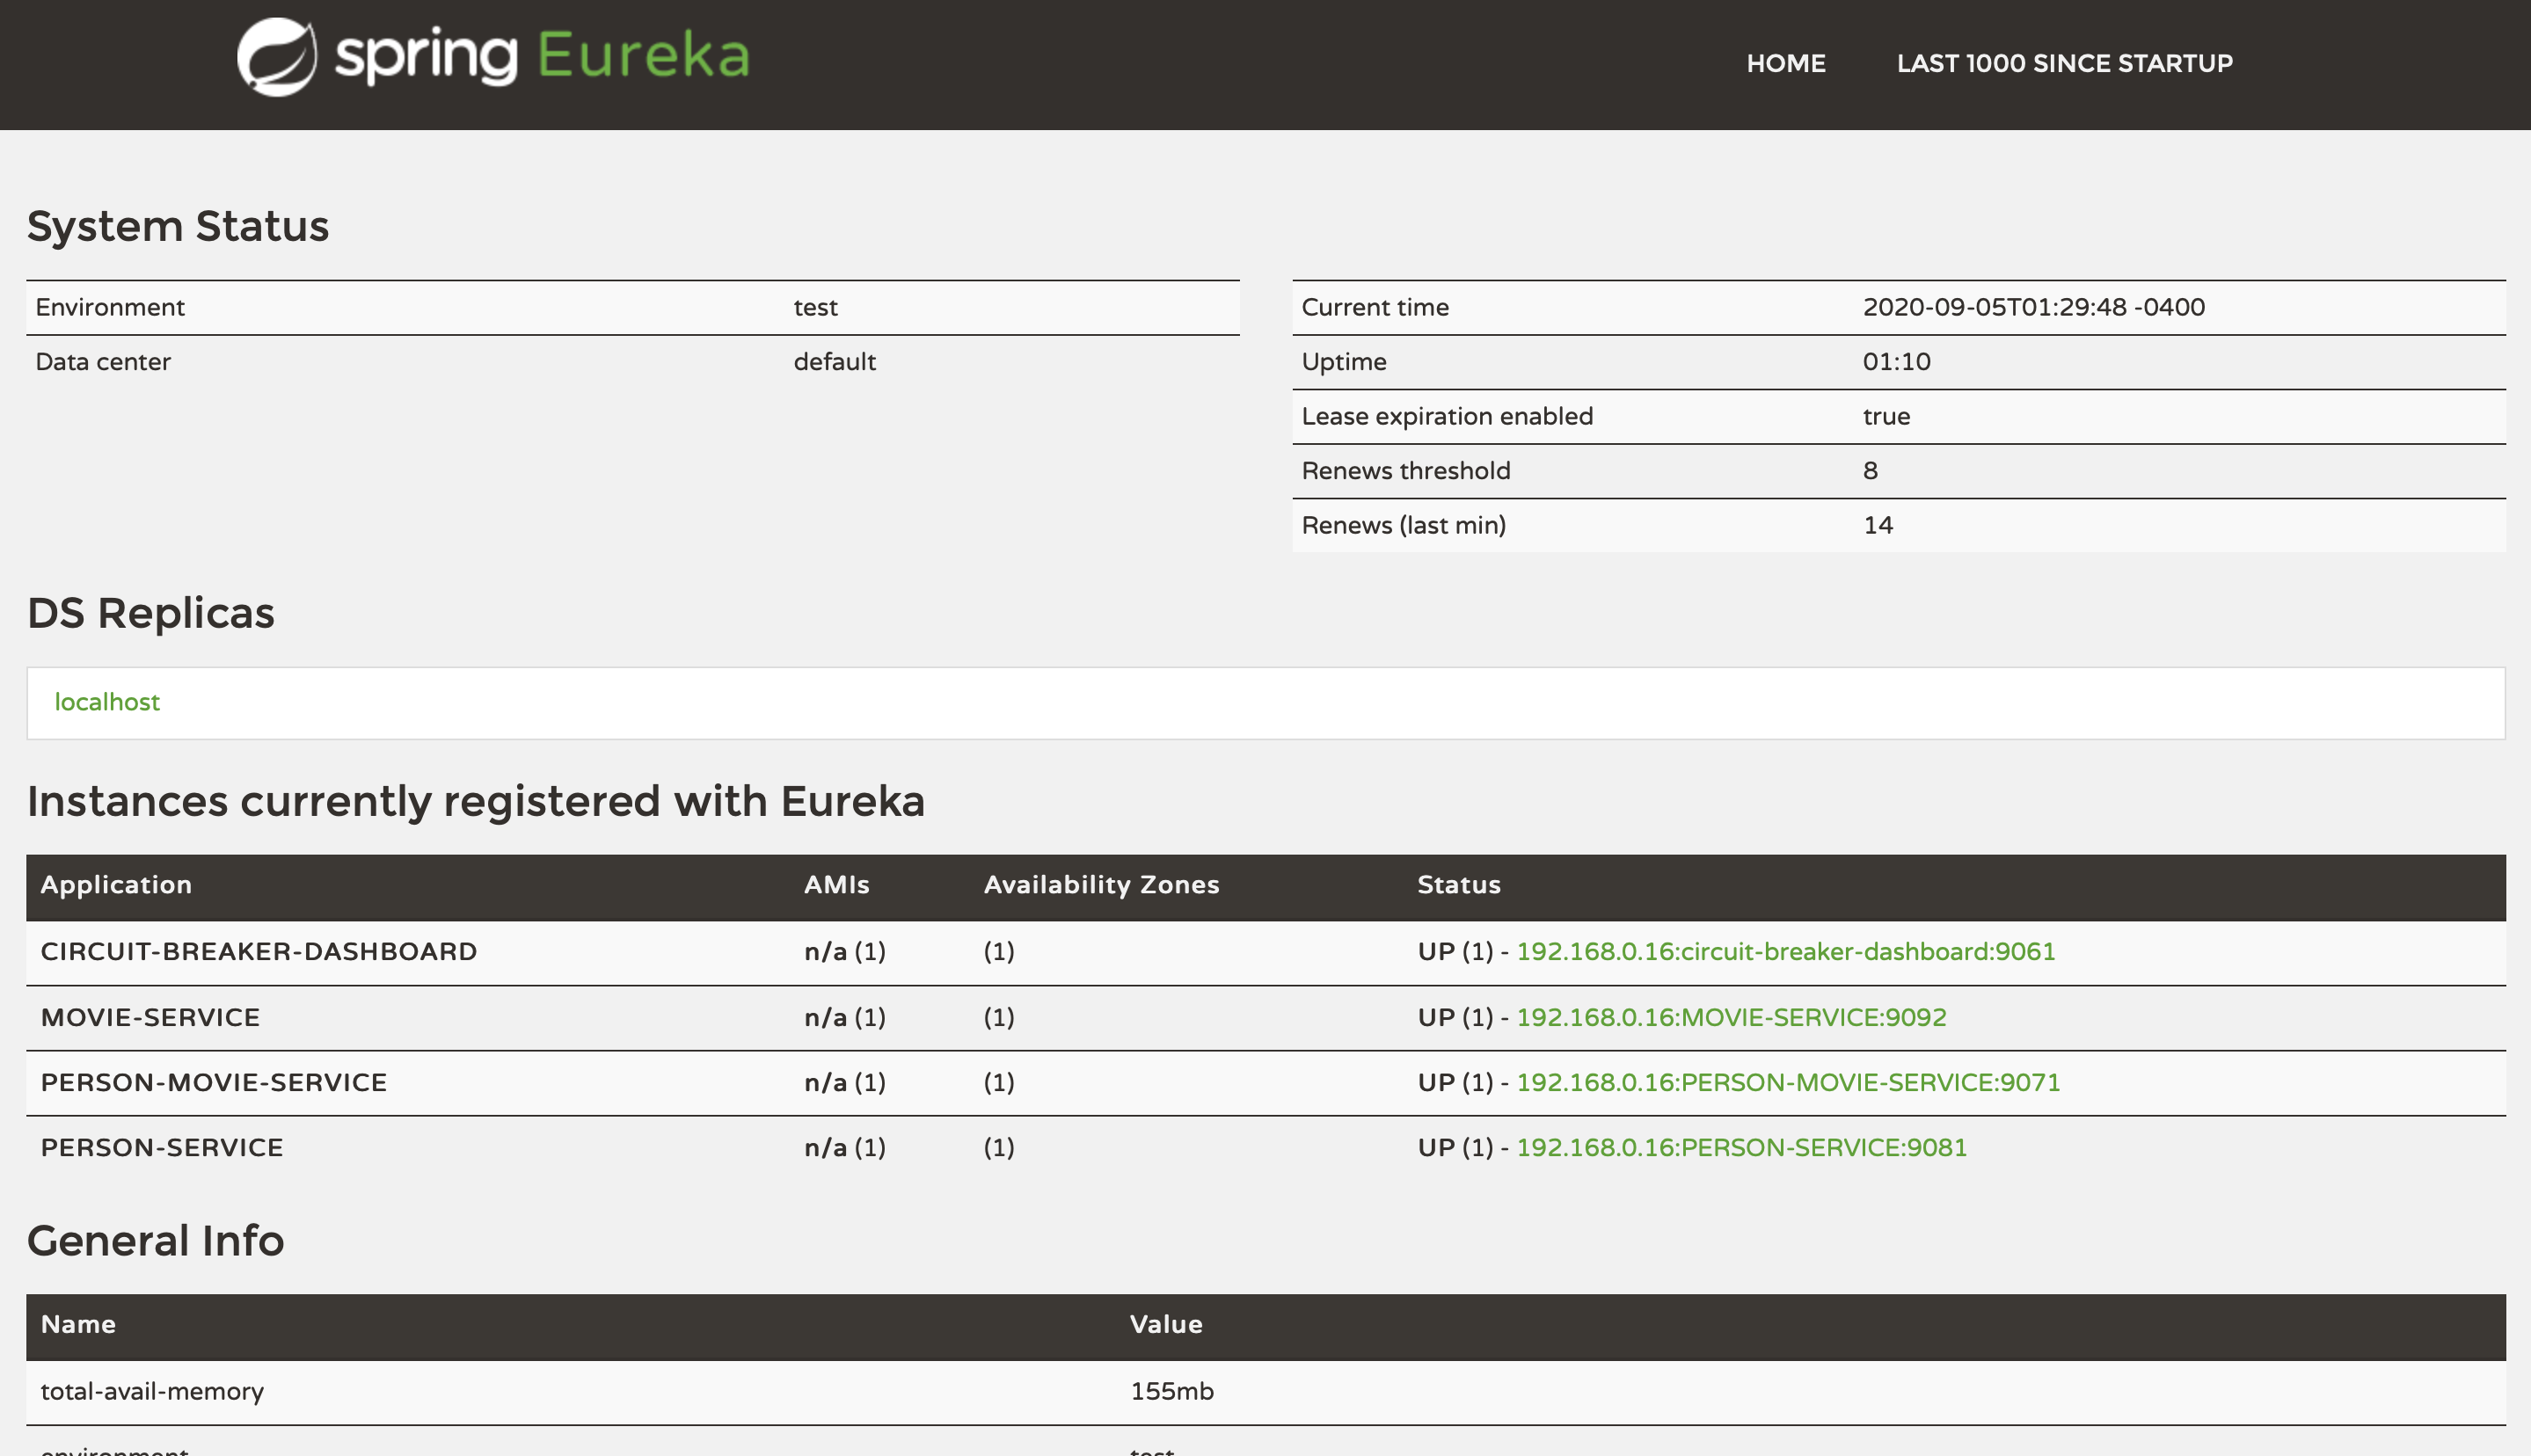 spring Eureka
HOME LAST 1000 SINCE STARTUP
System Status
Environment test
Data center default
Current time 2020-09-05T01:29:48 -0400
Uptime 01:10
Lease expiration enabled true
Renews threshold 8
Renews (last min) 14
DS Replicas
localhost
Instances currently registered with Eureka
Application AMIs Availability Zones Status
CIRCUIT-BREAKER-DASHBOARD n/a (1) (1) UP (1) - 192.168.0.16:circuit-breaker-dashboard:9061
MOVIE-SERVICE n/a (1) (1) UP (1) - 192.168.0.16:MOVIE-SERVICE:9092
PERSON-MOVIE-SERVICE n/a (1) (1) UP (1) - 192.168.0.16:PERSON-MOVIE-SERVICE:9071
PERSON-SERVICE n/a (1) (1) UP (1) - 192.168.0.16:PERSON-SERVICE:9081
General Info
Name Value
total-avail-memory 155mb
environment test